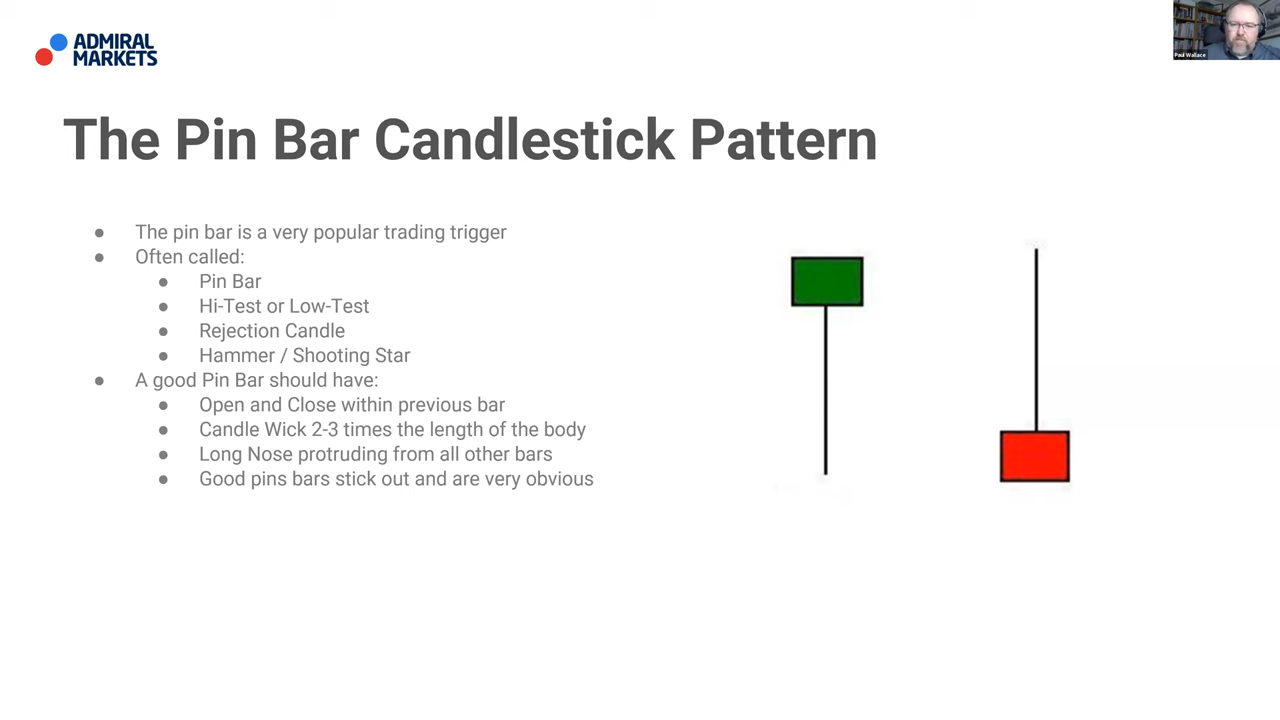 ADMIRAL
MARKETS
Paul Wallace
The Pin Bar Candlestick Pattern
● The pin bar is a very popular trading trigger
● Often called:
● Pin Bar
● Hi-Test or Low-Test
● Rejection Candle
● Hammer / Shooting Star
● A good Pin Bar should have:
● Open and Close within previous bar
● Candle Wick 2-3 times the length of the body
● Long Nose protruding from all other bars
● Good pins bars stick out and are very obvious